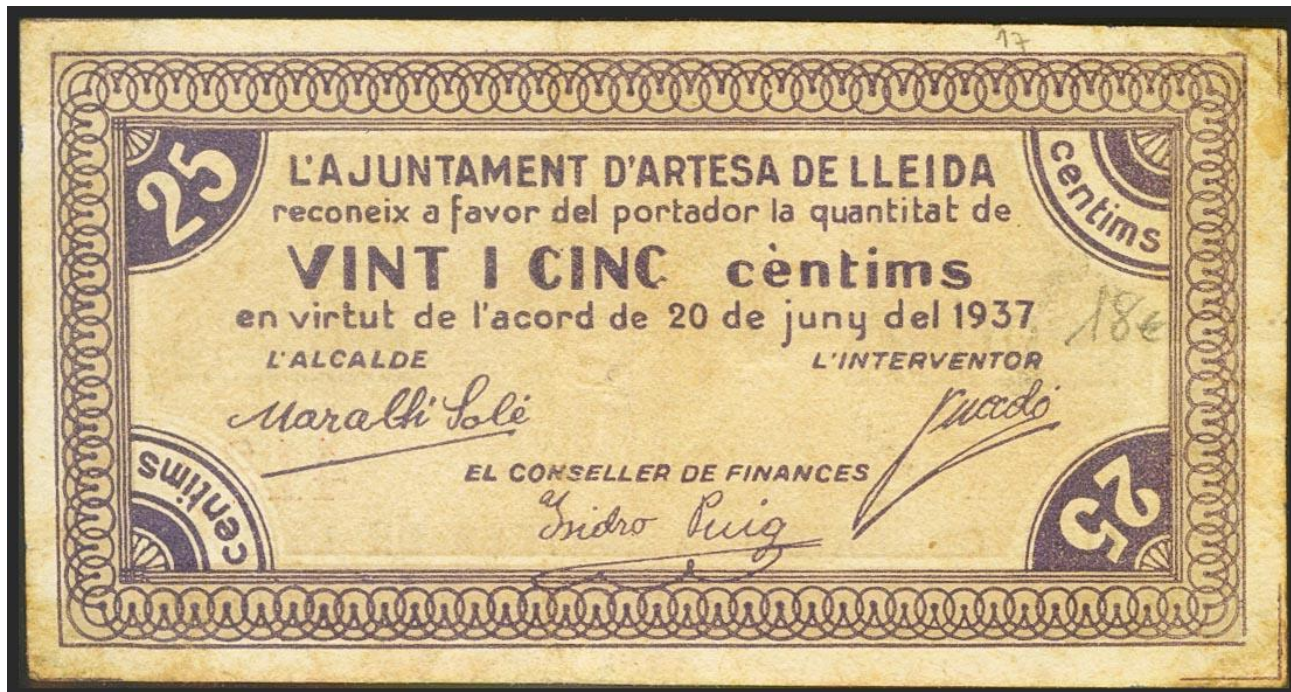 17
25
centims
L'AJUNTAMENT D'ARTESA DE LLEIDA
reconeix a favor del portador la quantitat de
VINT I CINC cèntims
en virtut de l'acord de 20 de juny del 1937
18€
L'ALCALDE L'INTERVENTOR
Solé
EL CONSELLER DE FINANCES
Isidro Puig
centims
25